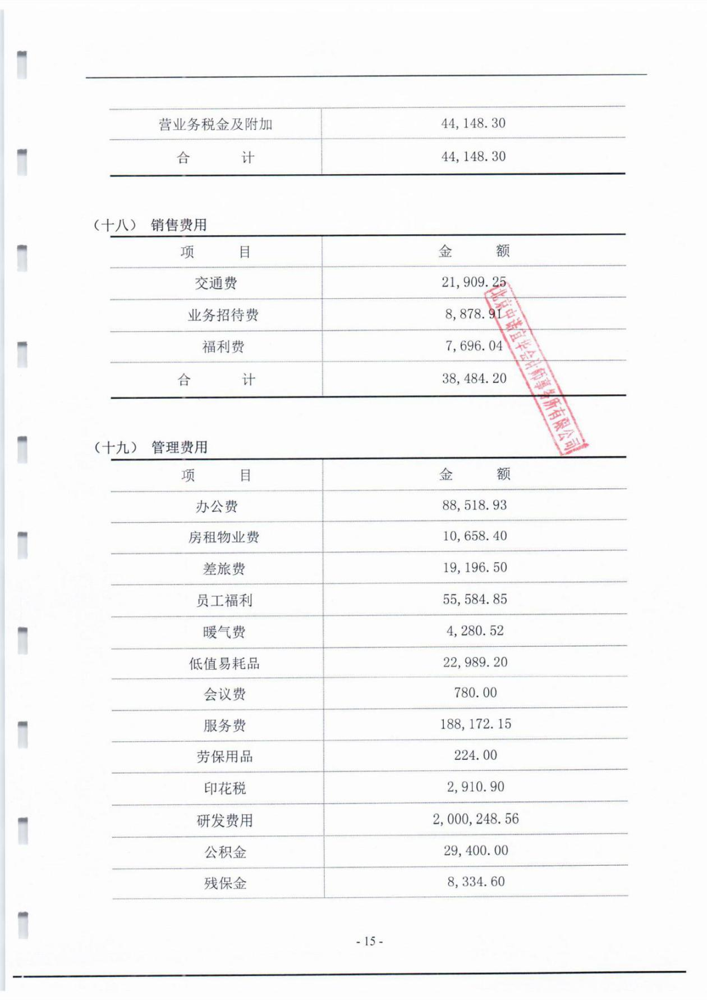 营业务税金及附加 44,148.30
合 计 44,148.30
（十八） 销售费用
项 目 金 额
交通费 21,909.25
业务招待费 8,878.91
福利费 7,696.04
合 计 38,484.20
北京中诺宜华会计师事务所有限公司
（十九） 管理费用
项 目 金 额
办公费 88,518.93
房租物业费 10,658.40
差旅费 19,196.50
员工福利 55,584.85
暖气费 4,280.52
低值易耗品 22,989.20
会议费 780.00
服务费 188,172.15
劳保用品 224.00
印花税 2,910.90
研发费用 2,000,248.56
公积金 29,400.00
残保金 8,334.60
- 15 -